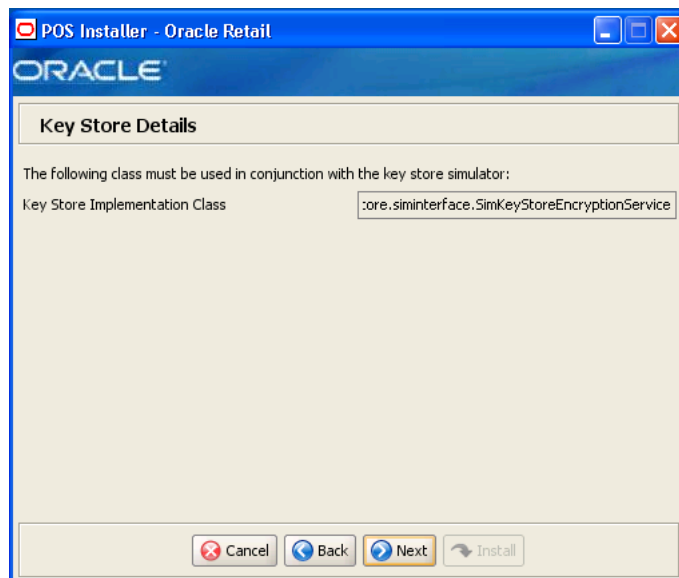 POS Installer - Oracle Retail
ORACLE
Key Store Details
The following class must be used in conjunction with the key store simulator:
Key Store Implementation Class :ore.siminterface.SimKeyStoreEncryptionService
Cancel Back Next Install